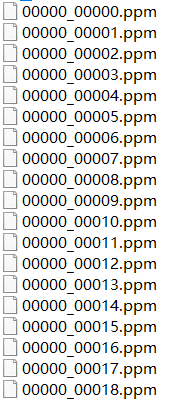 00000_00000.ppm
00000_00001.ppm
00000_00002.ppm
00000_00003.ppm
00000_00004.ppm
00000_00005.ppm
00000_00006.ppm
00000_00007.ppm
00000_00008.ppm
00000_00009.ppm
00000_00010.ppm
00000_00011.ppm
00000_00012.ppm
00000_00013.ppm
00000_00014.ppm
00000_00015.ppm
00000_00016.ppm
00000_00017.ppm
00000_00018.ppm